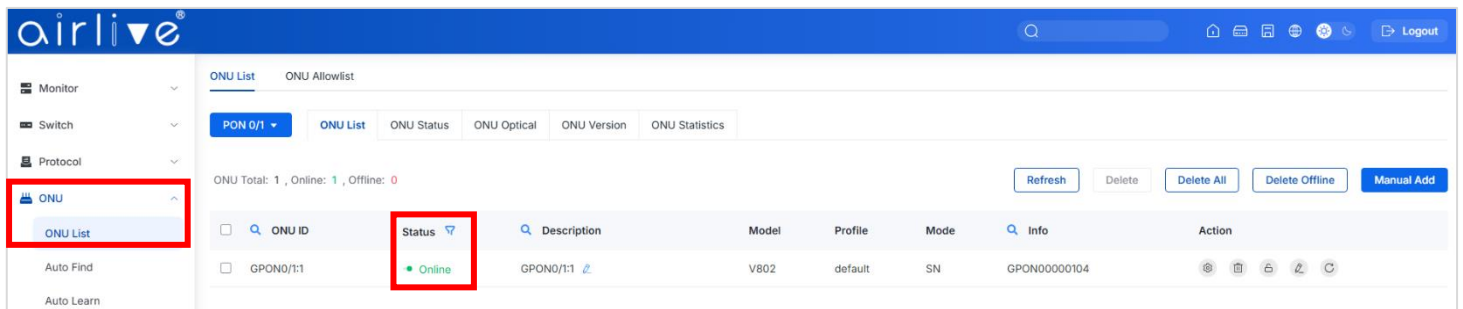 airlive®
Logout
Monitor
Switch
Protocol
ONU
ONU List
Auto Find
Auto Learn
ONU List ONU Allowlist
PON 0/1 ONU List ONU Status ONU Optical ONU Version ONU Statistics
ONU Total: 1 , Online: 1 , Offline: 0
Refresh Delete Delete All Delete Offline Manual Add
ONU ID Status Description Model Profile Mode Info Action
GPON0/1:1 Online GPON0/1:1 V802 default SN GPON00000104